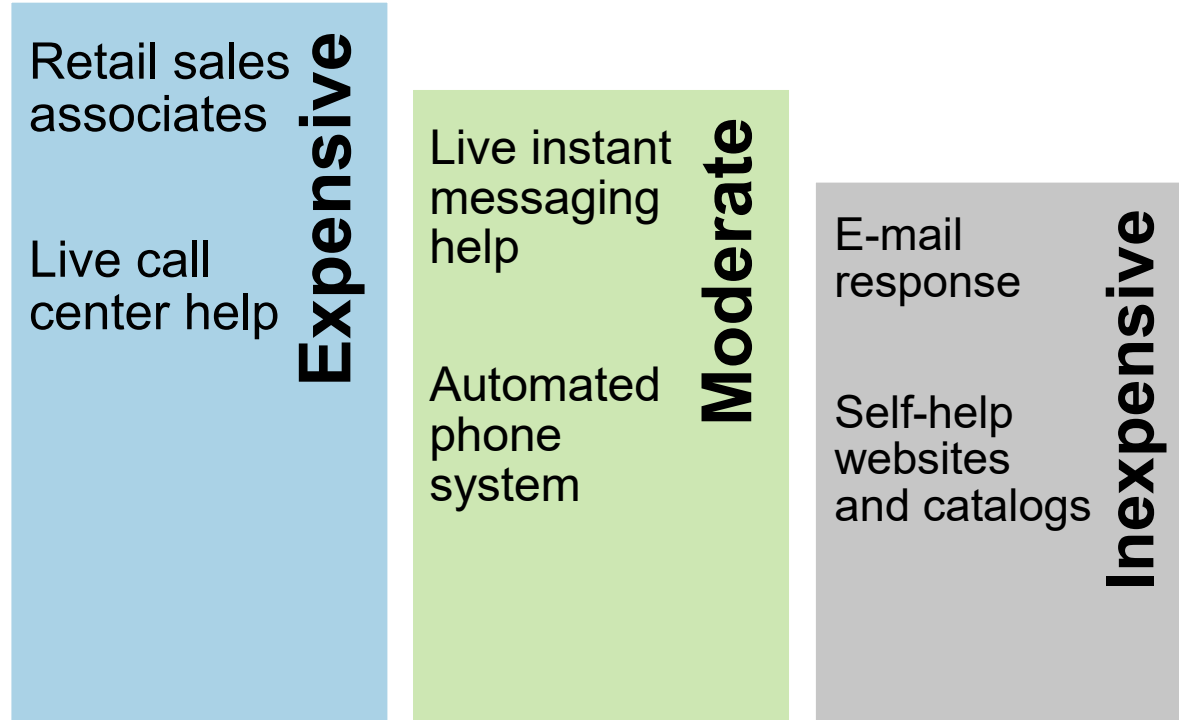 Retail sales
associates
Live call
center help
Expensive
Live instant
messaging
help
Automated
phone
system
Moderate
E-mail
response
Self-help
websites
and catalogs
Inexpensive